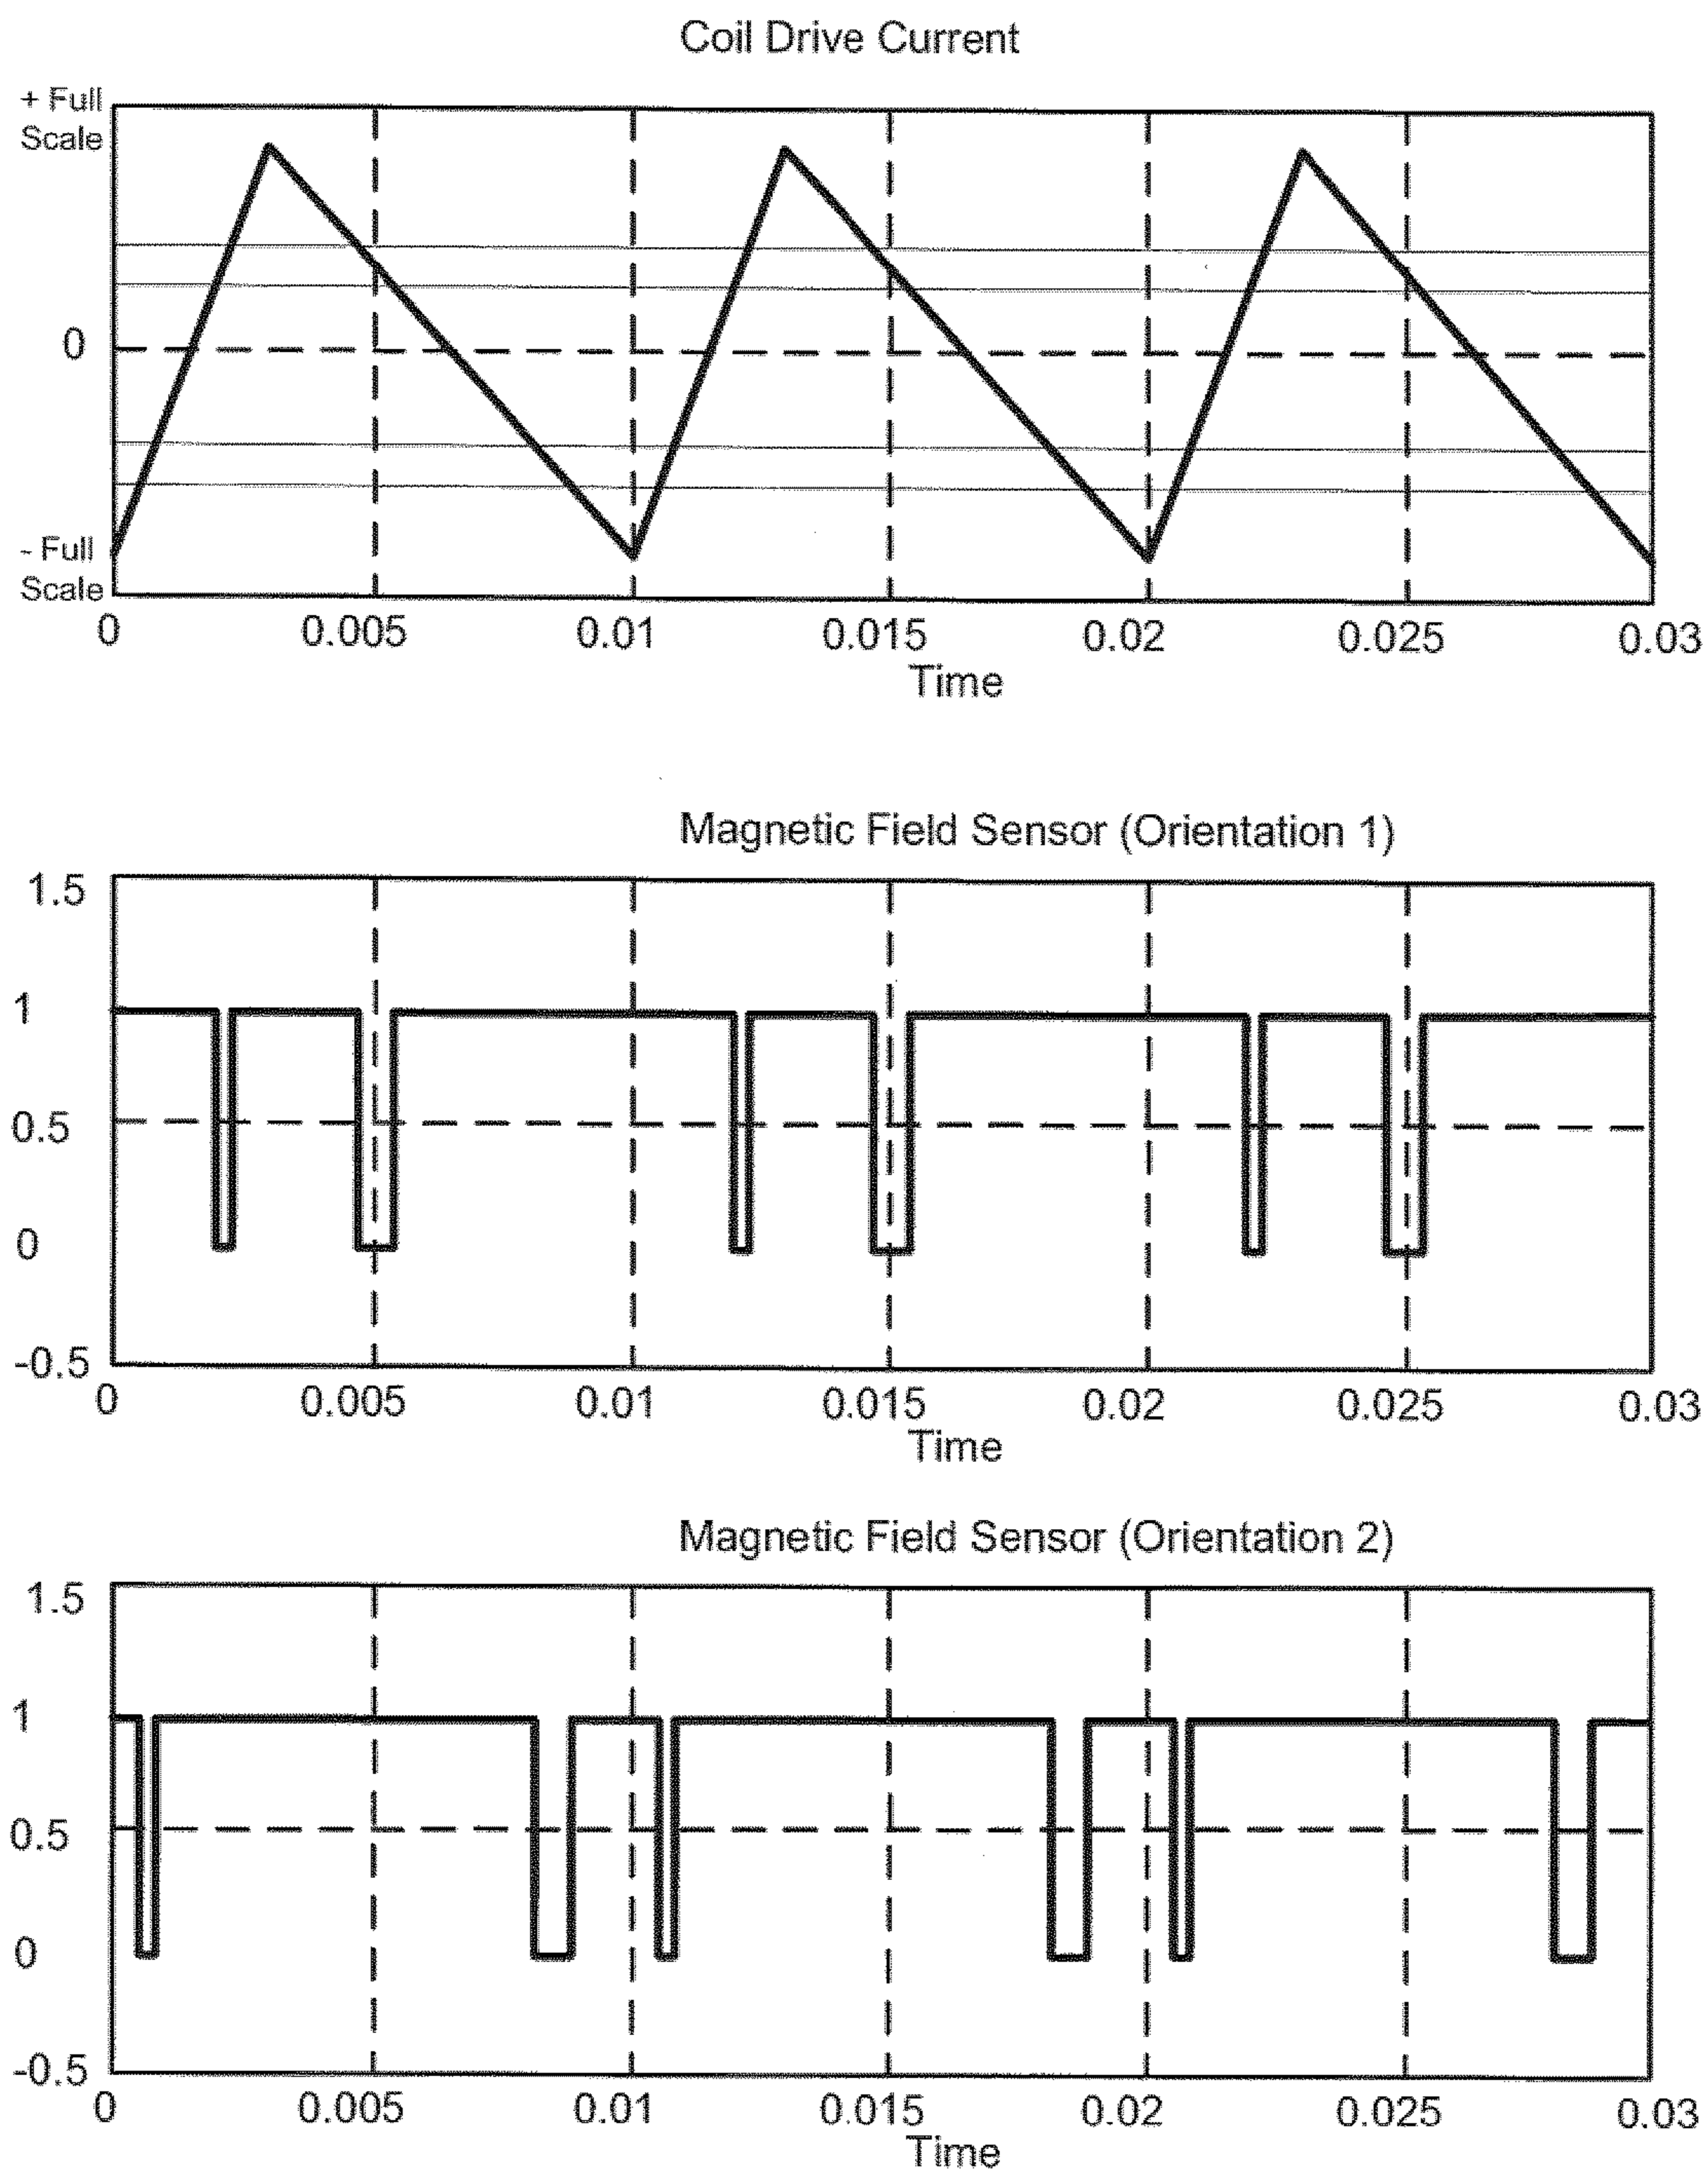 Coil Drive Current
+ Full
Scale
0
- Full
Scale
0 0.005 0.01 0.015 0.02 0.025 0.03
Time
Magnetic Field Sensor (Orientation 1)
1.5
1
0.5
0
-0.5
0 0.005 0.01 0.015 0.02 0.025 0.03
Time
Magnetic Field Sensor (Orientation 2)
1.5
1
0.5
0
-0.5
0 0.005 0.01 0.015 0.02 0.025 0.03
Time